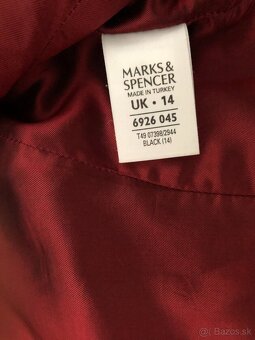 MARKS &
SPENCER
MADE IN TURKEY
UK • 14
6926 045
T49 07398/2944
BLACK (14)
Bazos.sk